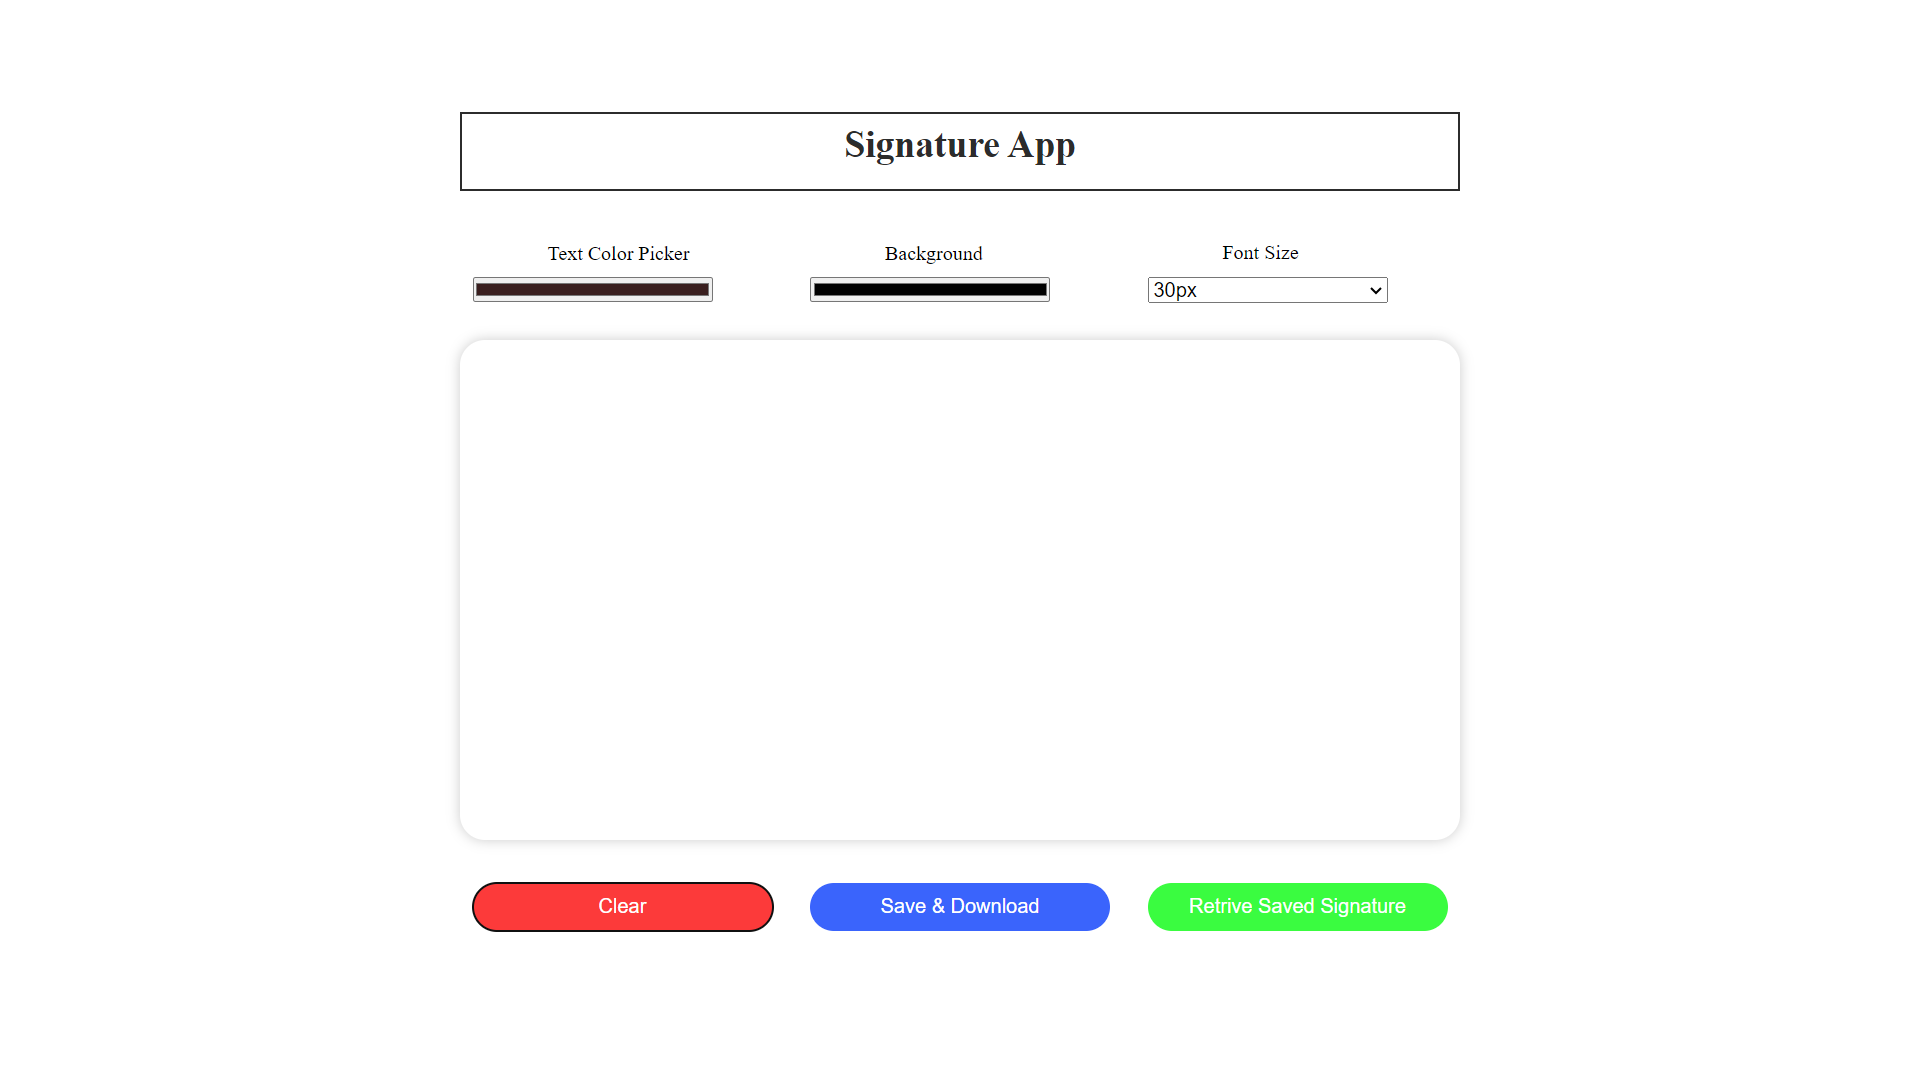 Signature App
Text Color Picker
Background
Font Size
30px
Clear
Save & Download
Retrive Saved Signature